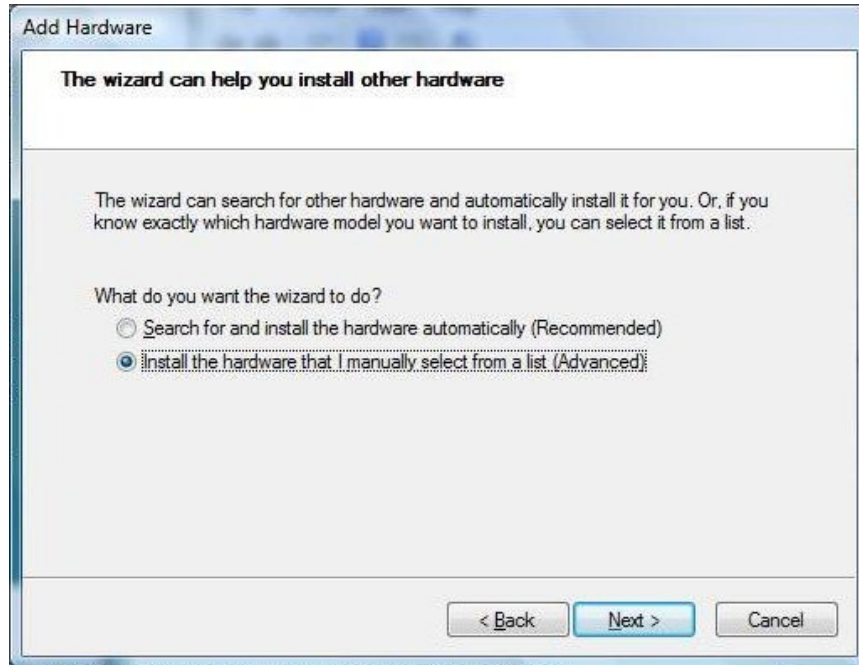 Add Hardware
The wizard can help you install other hardware
The wizard can search for other hardware and automatically install it for you. Or, if you
know exactly which hardware model you want to install, you can select it from a list.
What do you want the wizard to do?
Search for and install the hardware automatically (Recommended)
Install the hardware that I manually select from a list (Advanced)
< Back Next > Cancel